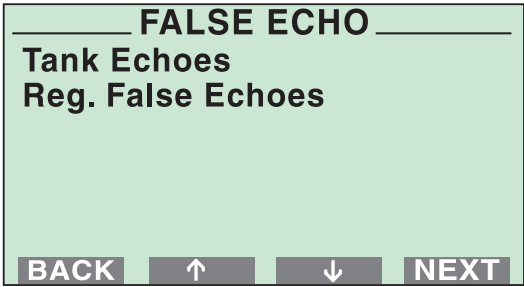 FALSE ECHO
Tank Echoes
Reg. False Echoes
BACK ↑ ↓ NEXT